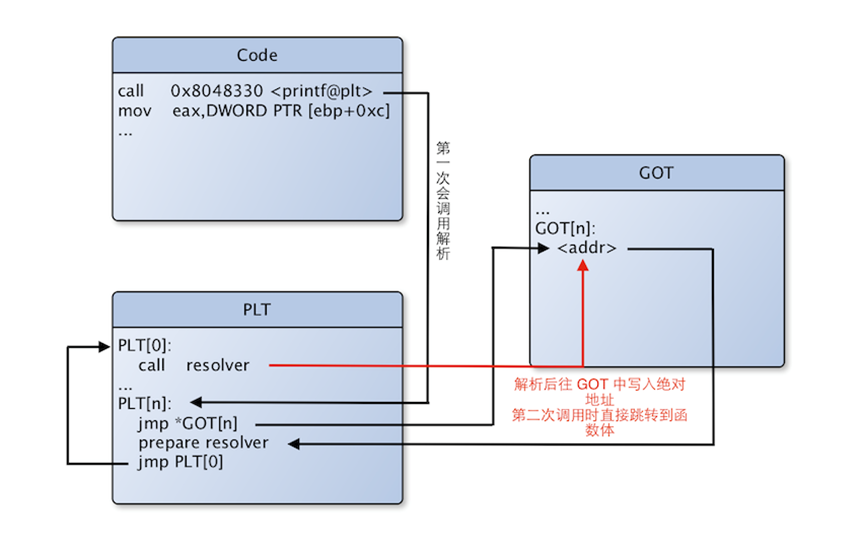 Code
call 0x8048330 <printf@plt>
mov eax,DWORD PTR [ebp+0xc]
...
第一次会调用解析
GOT
...
GOT[n]:
<addr>
PLT
PLT[0]:
call resolver
...
PLT[n]:
jmp *GOT[n]
prepare resolver
jmp PLT[0]
解析后往 GOT 中写入绝对
地址
第二次调用时直接跳转到函
数体